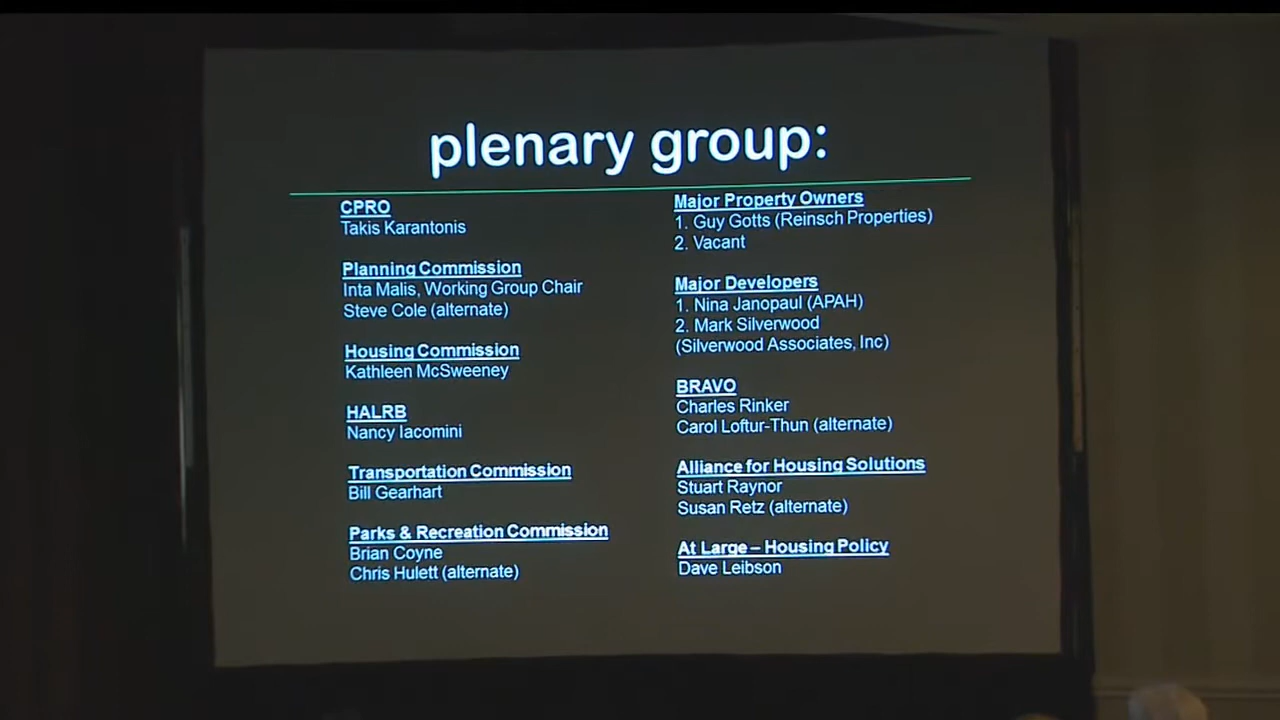 plenary group:
CPRO
Takis Karantonis
Planning Commission
Inta Malis, Working Group Chair
Steve Cole (alternate)
Housing Commission
Kathleen McSweeney
HALRB
Nancy Iacomini
Transportation Commission
Bill Gearhart
Parks & Recreation Commission
Brian Coyne
Chris Hulett (alternate)
Major Property Owners
1. Guy Gotts (Reinsch Properties)
2. Vacant
Major Developers
1. Nina Janopaul (APAH)
2. Mark Silverwood
(Silverwood Associates, Inc)
BRAVO
Charles Rinker
Carol Loftur-Thun (alternate)
Alliance for Housing Solutions
Stuart Raynor
Susan Retz (alternate)
At Large – Housing Policy
Dave Leibson